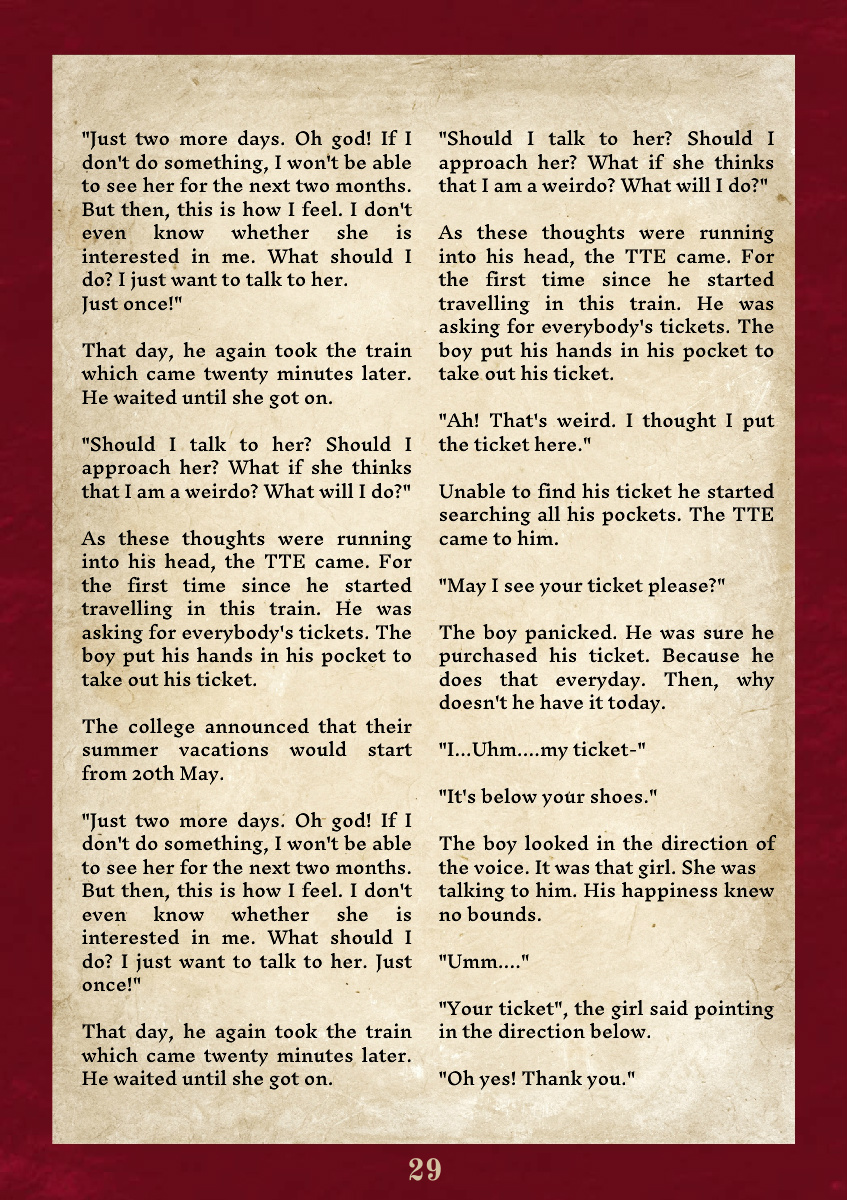 "Just two more days. Oh god! If I
don't do something, I won't be able
to see her for the next two months.
But then, this is how I feel. I don't
even know whether she is
interested in me. What should I
do? I just want to talk to her.
Just once!"

That day, he again took the train
which came twenty minutes later.
He waited until she got on.

"Should I talk to her? Should I
approach her? What if she thinks
that I am a weirdo? What will I do?"

As these thoughts were running
into his head, the TTE came. For
the first time since he started
travelling in this train. He was
asking for everybody's tickets. The
boy put his hands in his pocket to
take out his ticket.

The college announced that their
summer vacations would start
from 20th May.

"Just two more days. Oh god! If I
don't do something, I won't be able
to see her for the next two months.
But then, this is how I feel. I don't
even know whether she is
interested in me. What should I
do? I just want to talk to her. Just
once!"

That day, he again took the train
which came twenty minutes later.
He waited until she got on.

"Should I talk to her? Should I
approach her? What if she thinks
that I am a weirdo? What will I do?"

As these thoughts were running
into his head, the TTE came. For
the first time since he started
travelling in this train. He was
asking for everybody's tickets. The
boy put his hands in his pocket to
take out his ticket.

"Ah! That's weird. I thought I put
the ticket here."

Unable to find his ticket he started
searching all his pockets. The TTE
came to him.

"May I see your ticket please?"

The boy panicked. He was sure he
purchased his ticket. Because he
does that everyday. Then, why
doesn't he have it today.

"I...Uhm....my ticket-"

"It's below your shoes."

The boy looked in the direction of
the voice. It was that girl. She was
talking to him. His happiness knew
no bounds.

"Umm...."

"Your ticket", the girl said pointing
in the direction below.

"Oh yes! Thank you."

29